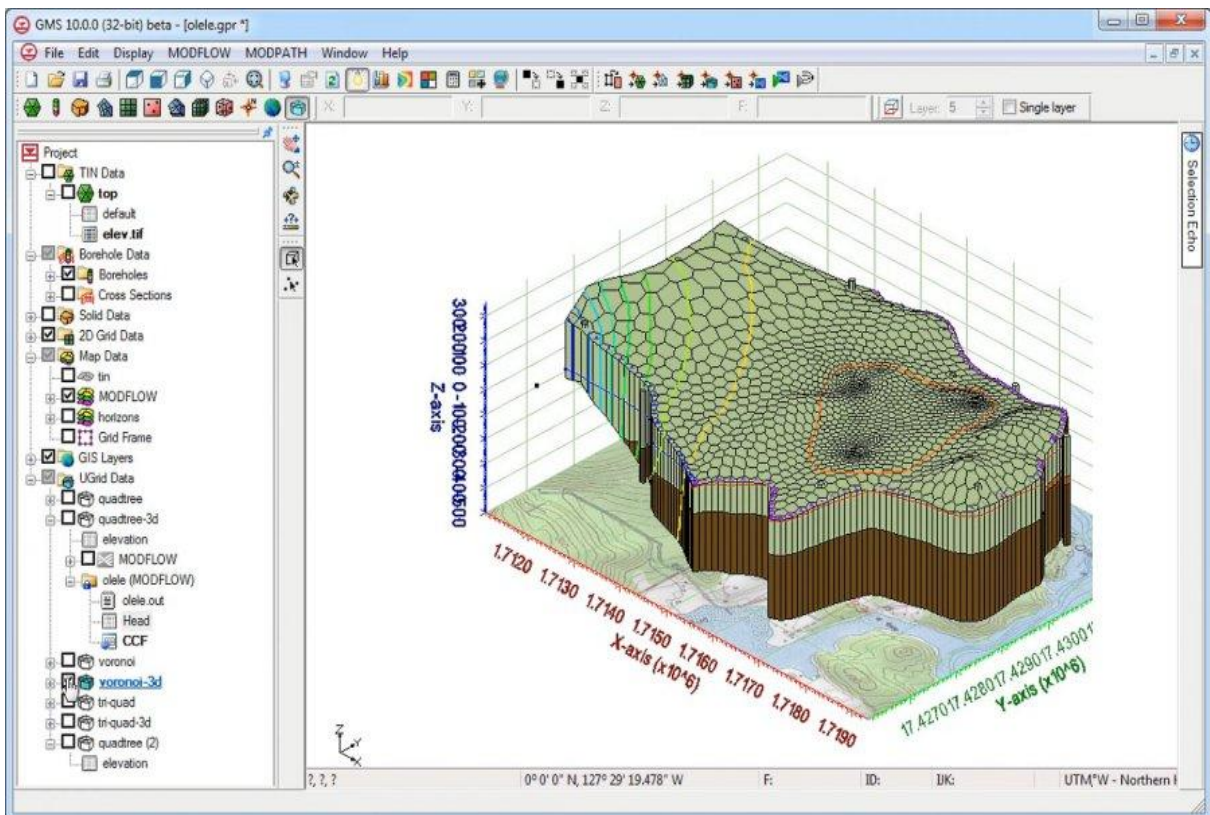 GMS 10.0.0 (32-bit) beta - [olele.gpr *]
File Edit Display MODFLOW MODPATH Window Help
X: Y: Z: F: Layer: 5 Single layer
Project
TIN Data
top
default
elev.tif
Borehole Data
Boreholes
Cross Sections
Solid Data
2D Grid Data
Map Data
tin
MODFLOW
horizons
Grid Frame
GIS Layers
UGrid Data
quadtree
quadtree-3d
elevation
MODFLOW
olele (MODFLOW)
olele.out
Head
CCF
voronoi
voronoi-3d
tri-quad
tri-quad-3d
quadtree (2)
elevation
Selection Echo
Z-axis
1.7120 1.7130 1.7140 1.7150 1.7160 1.7170 1.7180 1.7190
X-axis (x10^6)
Y-axis (x10^6)
Z
Y
X
?, ?, ? 0° 0' 0" N, 127° 29' 19.478" W F: ID: IJK: UTM,"W - Northern